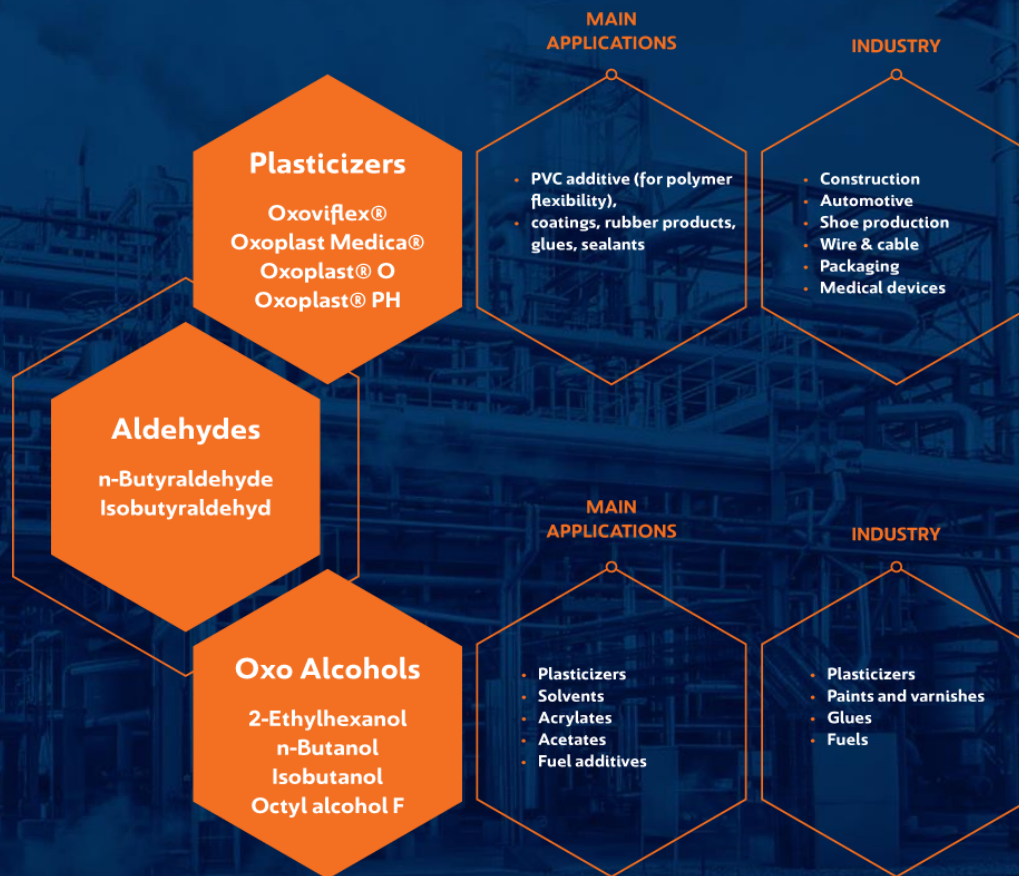 MAIN
APPLICATIONS
INDUSTRY
Plasticizers
Oxoviflex®
Oxoplast Medica®
Oxoplast® O
Oxoplast® PH
• PVC additive (for polymer
flexibility),
• coatings, rubber products,
glues, sealants
• Construction
• Automotive
• Shoe production
• Wire & cable
• Packaging
• Medical devices
Aldehydes
n-Butyraldehyde
Isobutyraldehyd
MAIN
APPLICATIONS
INDUSTRY
Oxo Alcohols
2-Ethylhexanol
n-Butanol
Isobutanol
Octyl alcohol F
• Plasticizers
• Solvents
• Acrylates
• Acetates
• Fuel additives
• Plasticizers
• Paints and varnishes
• Glues
• Fuels